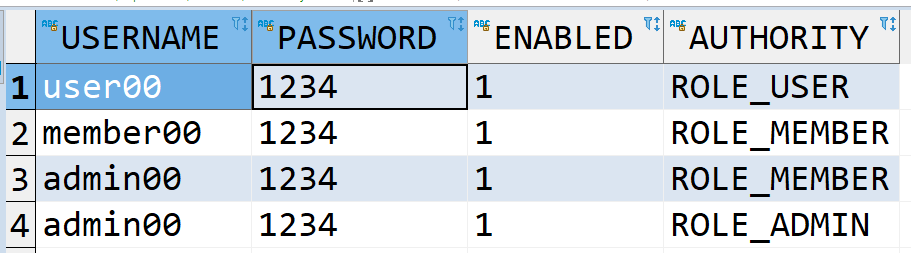 USERNAME PASSWORD ENABLED AUTHORITY
1 user00 1234 1 ROLE_USER
2 member00 1234 1 ROLE_MEMBER
3 admin00 1234 1 ROLE_MEMBER
4 admin00 1234 1 ROLE_ADMIN